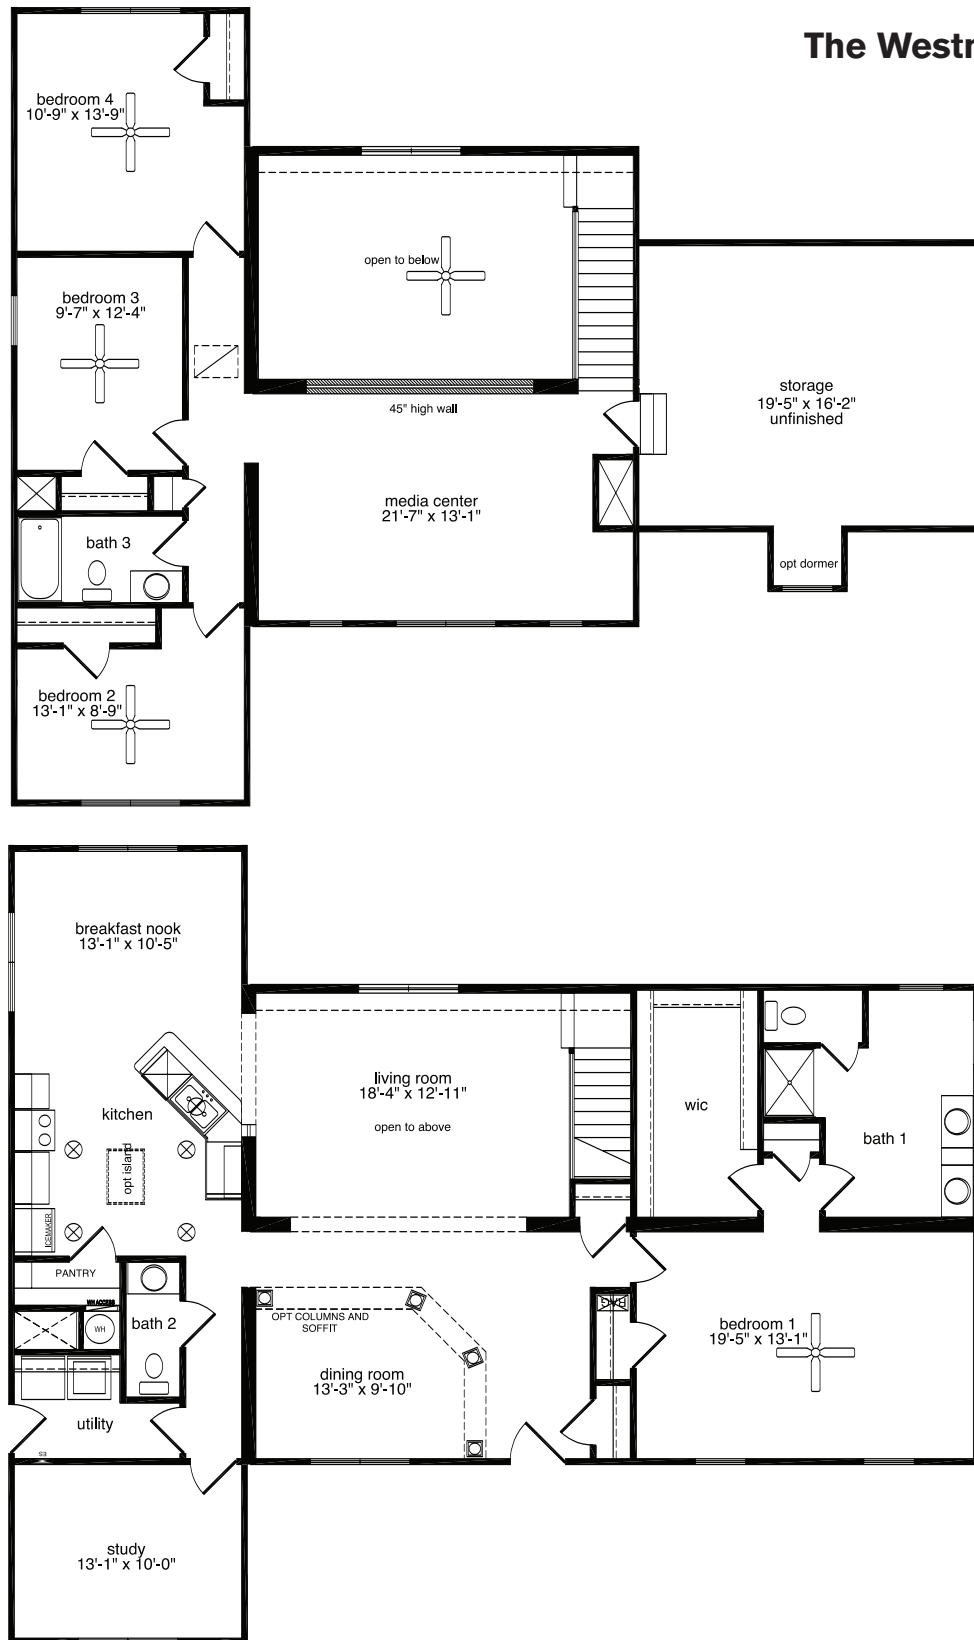 The Westr
bedroom 4
10'-9" x 13'-9"
open to below
bedroom 3
9'-7" x 12'-4"
45" high wall
storage
19'-5" x 16'-2"
unfinished
media center
21'-7" x 13'-1"
bath 3
opt dormer
bedroom 2
13'-1" x 8'-9"
breakfast nook
13'-1" x 10'-5"
living room
18'-4" x 12'-11"
open to above
kitchen
opt island
wic
bath 1
ICEMAKER
PANTRY
WH ACCESS
WH
bath 2
OPT COLUMNS AND
SOFFIT
bedroom 1
19'-5" x 13'-1"
dining room
13'-3" x 9'-10"
utility
study
13'-1" x 10'-0"